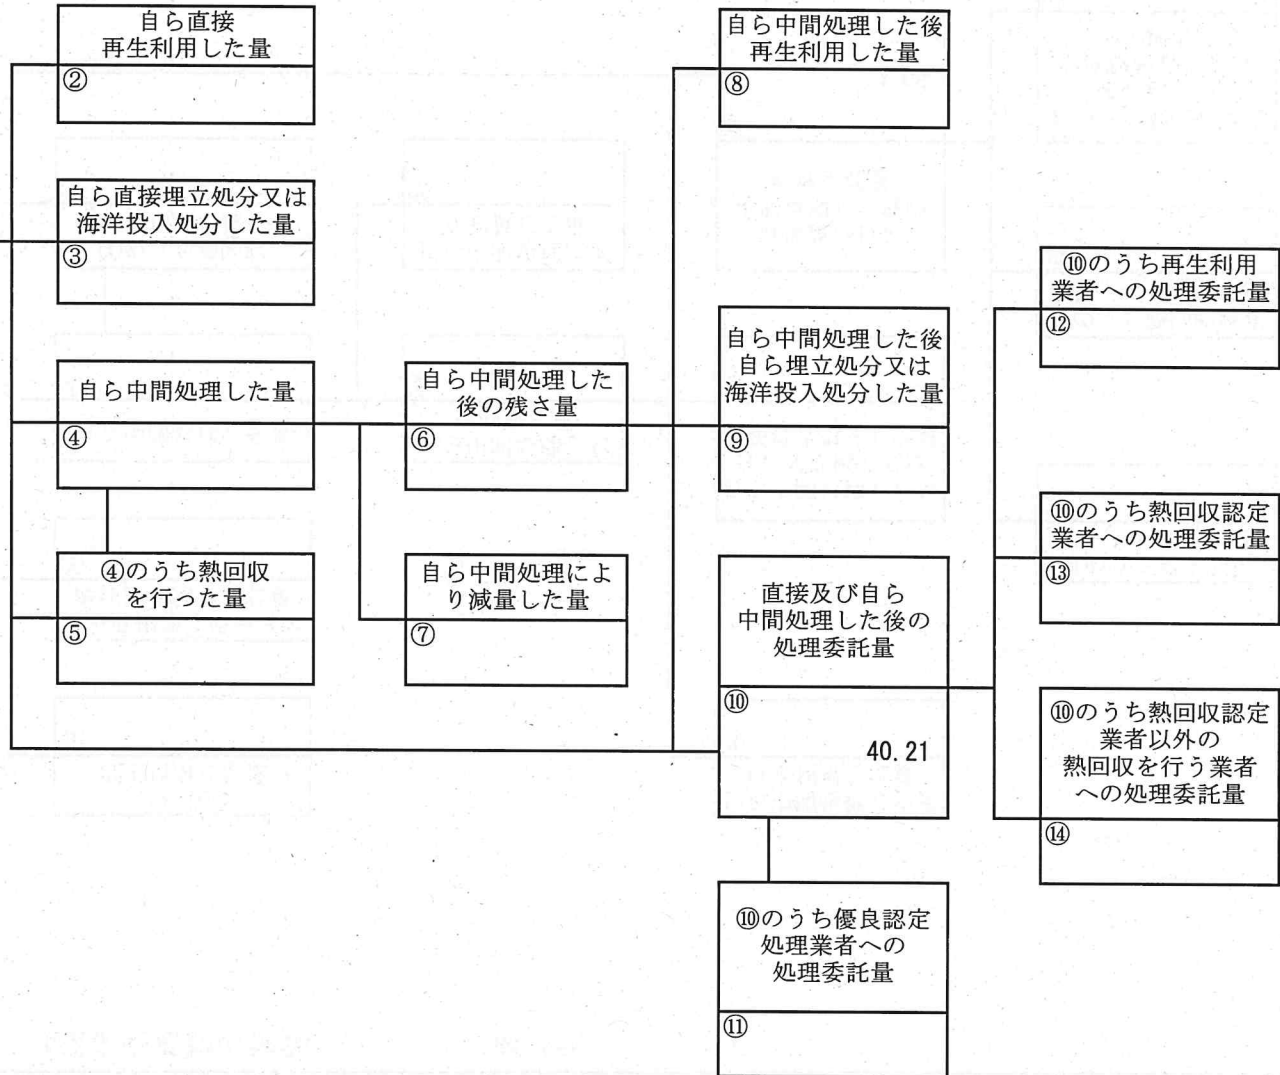 自ら直接
再生利用した量
②
自ら直接埋立処分又は
海洋投入処分した量
③
自ら中間処理した量
④
④のうち熱回収
を行った量
⑤
自ら中間処理した
後の残さ量
⑥
自ら中間処理によ
り減量した量
⑦
自ら中間処理した後
再生利用した量
⑧
自ら中間処理した後
自ら埋立処分又は
海洋投入処分した量
⑨
直接及び自ら
中間処理した後の
処理委託量
⑩
40.21
⑩のうち優良認定
処理業者への
処理委託量
⑪
⑩のうち再生利用
業者への処理委託量
⑫
⑩のうち熱回収認定
業者への処理委託量
⑬
⑩のうち熱回収認定
業者以外の
熱回収を行う業者
への処理委託量
⑭